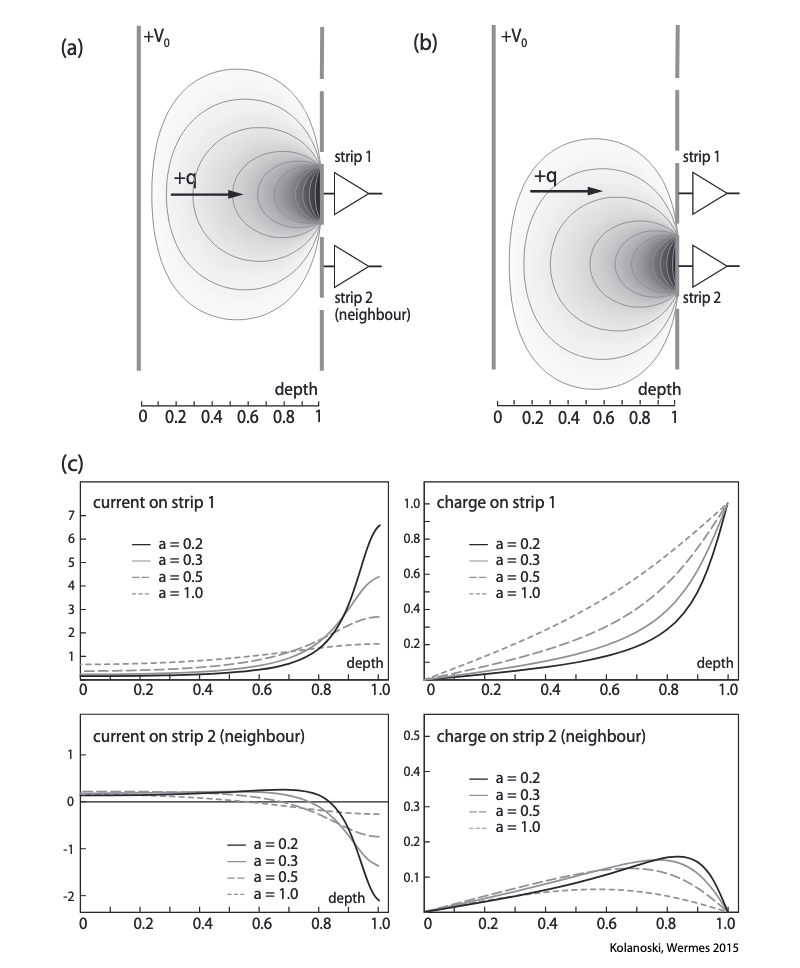 (a)
+V0
strip 1
+q
strip 2
(neighbour)
depth
0 0.2 0.4 0.6 0.8 1
(b)
+V0
strip 1
+q
strip 2
depth
0 0.2 0.4 0.6 0.8 1
(c)
current on strip 1
7
6
5
4
3
2
1
a = 0.2
a = 0.3
a = 0.5
a = 1.0
depth
0 0.2 0.4 0.6 0.8 1.0
charge on strip 1
1.0
0.8
0.6
0.4
0.2
a = 0.2
a = 0.3
a = 0.5
a = 1.0
depth
0 0.2 0.4 0.6 0.8 1.0
current on strip 2 (neighbour)
1
0
-1
-2
a = 0.2
a = 0.3
a = 0.5
a = 1.0
depth
0 0.2 0.4 0.6 0.8 1.0
charge on strip 2 (neighbour)
0.5
0.4
0.3
0.2
0.1
a = 0.2
a = 0.3
a = 0.5
a = 1.0
0 0.2 0.4 0.6 0.8 1.0
Kolanoski, Wermes 2015